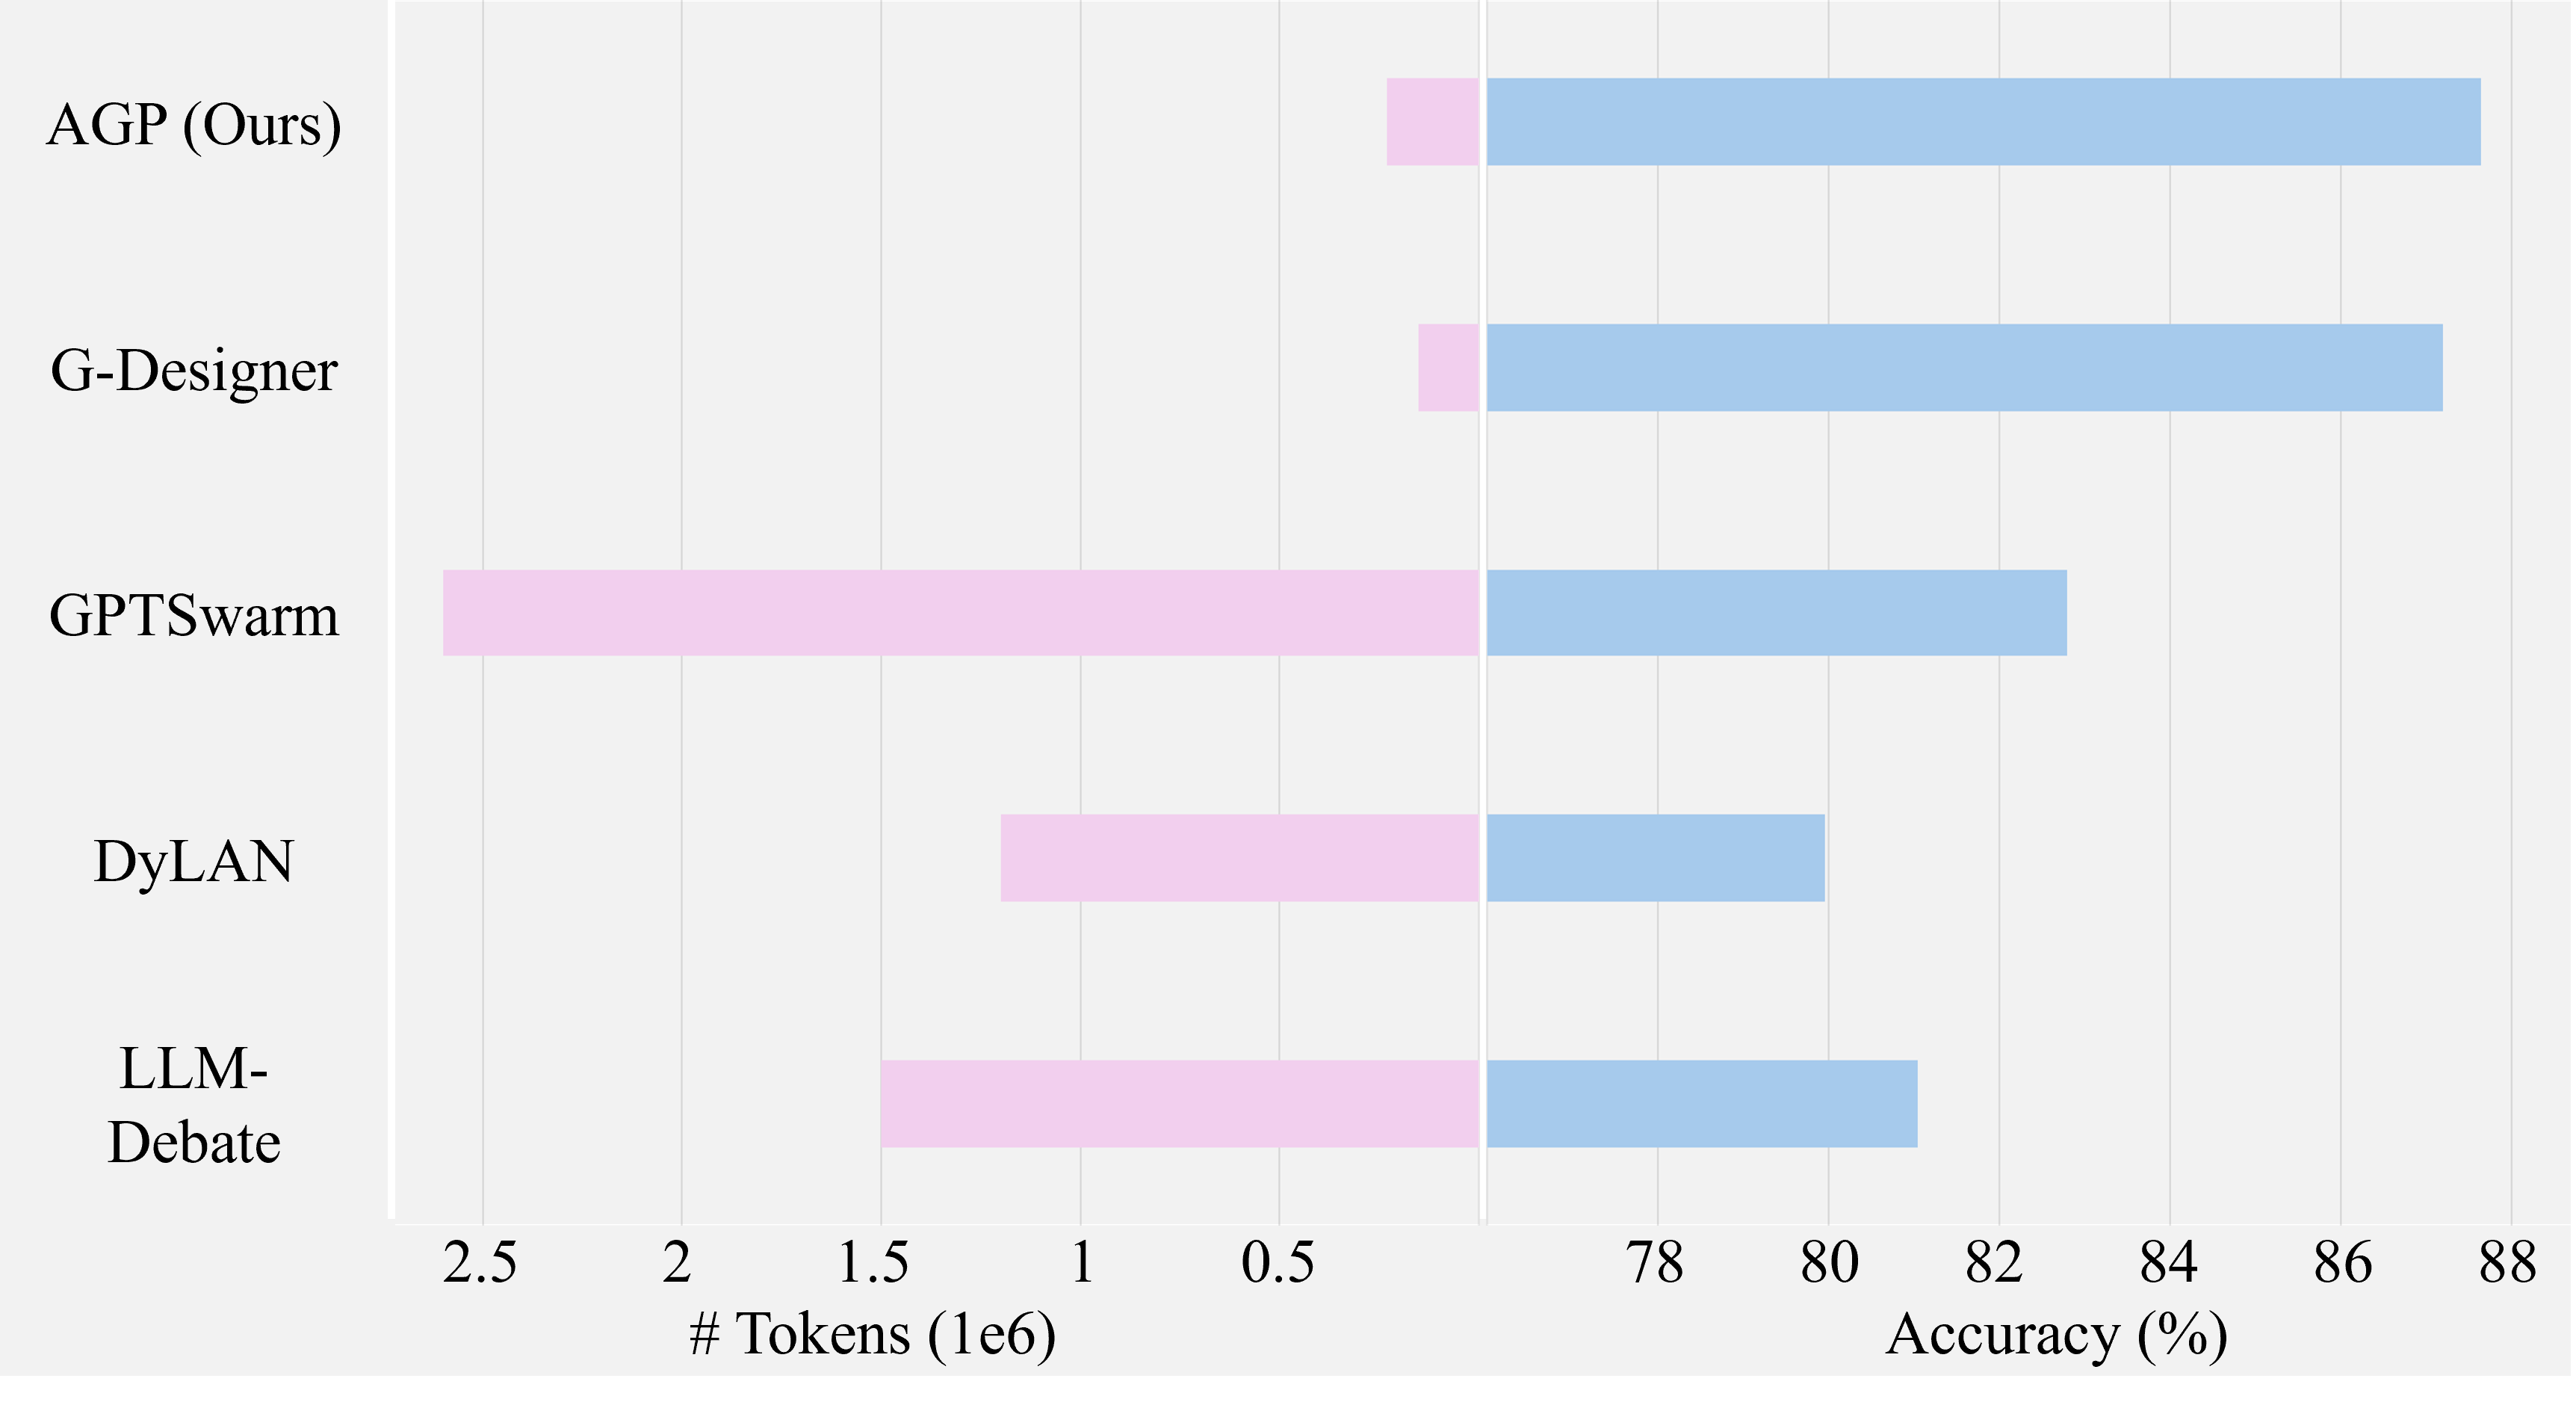 AGP (Ours)
G-Designer
GPTSwarm
DyLAN
LLM-
Debate
2.5 2 1.5 1 0.5 78 80 82 84 86 88
# Tokens (1e6) Accuracy (%)